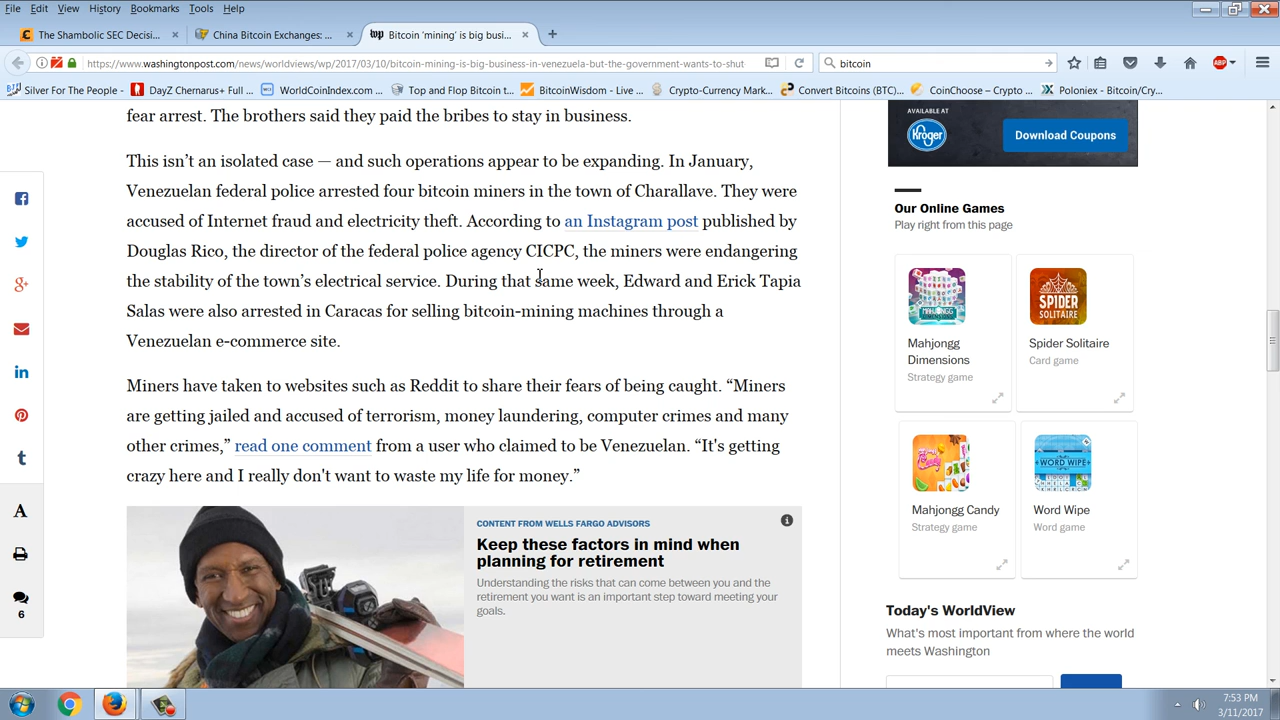 File Edit View History Bookmarks Tools Help
The Shambolic SEC Decisi... × China Bitcoin Exchanges: ... × wp Bitcoin 'mining' is big busi... × +
https://www.washingtonpost.com/news/worldviews/wp/2017/03/10/bitcoin-mining-is-big-business-in-venezuela-but-the-government-wants-to-shut
bitcoin
ABP
Silver For The People - DayZ Chernarus+ Full ... WorldCoinIndex.com ... Top and Flop Bitcoin t... BitcoinWisdom - Live ... Crypto-Currency Mark... Convert Bitcoins (BTC)... CoinChoose – Crypto ... Poloniex - Bitcoin/Cry...
fear arrest. The brothers said they paid the bribes to stay in business.
This isn’t an isolated case — and such operations appear to be expanding. In January,
Venezuelan federal police arrested four bitcoin miners in the town of Charallave. They were
accused of Internet fraud and electricity theft. According to an Instagram post published by
Douglas Rico, the director of the federal police agency CICPC, the miners were endangering
the stability of the town’s electrical service. During that same week, Edward and Erick Tapia
Salas were also arrested in Caracas for selling bitcoin-mining machines through a
Venezuelan e-commerce site.
Miners have taken to websites such as Reddit to share their fears of being caught. “Miners
are getting jailed and accused of terrorism, money laundering, computer crimes and many
other crimes,” read one comment from a user who claimed to be Venezuelan. “It's getting
crazy here and I really don't want to waste my life for money.”
CONTENT FROM WELLS FARGO ADVISORS
Keep these factors in mind when
planning for retirement
Understanding the risks that can come between you and the
retirement you want is an important step toward meeting your
goals.
A
6
AVAILABLE AT
Kroger
Download Coupons
Our Online Games
Play right from this page
Mahjongg
Dimensions
Strategy game
SPIDER
SOLITAIRE
Spider Solitaire
Card game
Candy
Mahjongg Candy
Strategy game
WORD WIPE
Word Wipe
Word game
Today's WorldView
What's most important from where the world
meets Washington
7:53 PM
3/11/2017